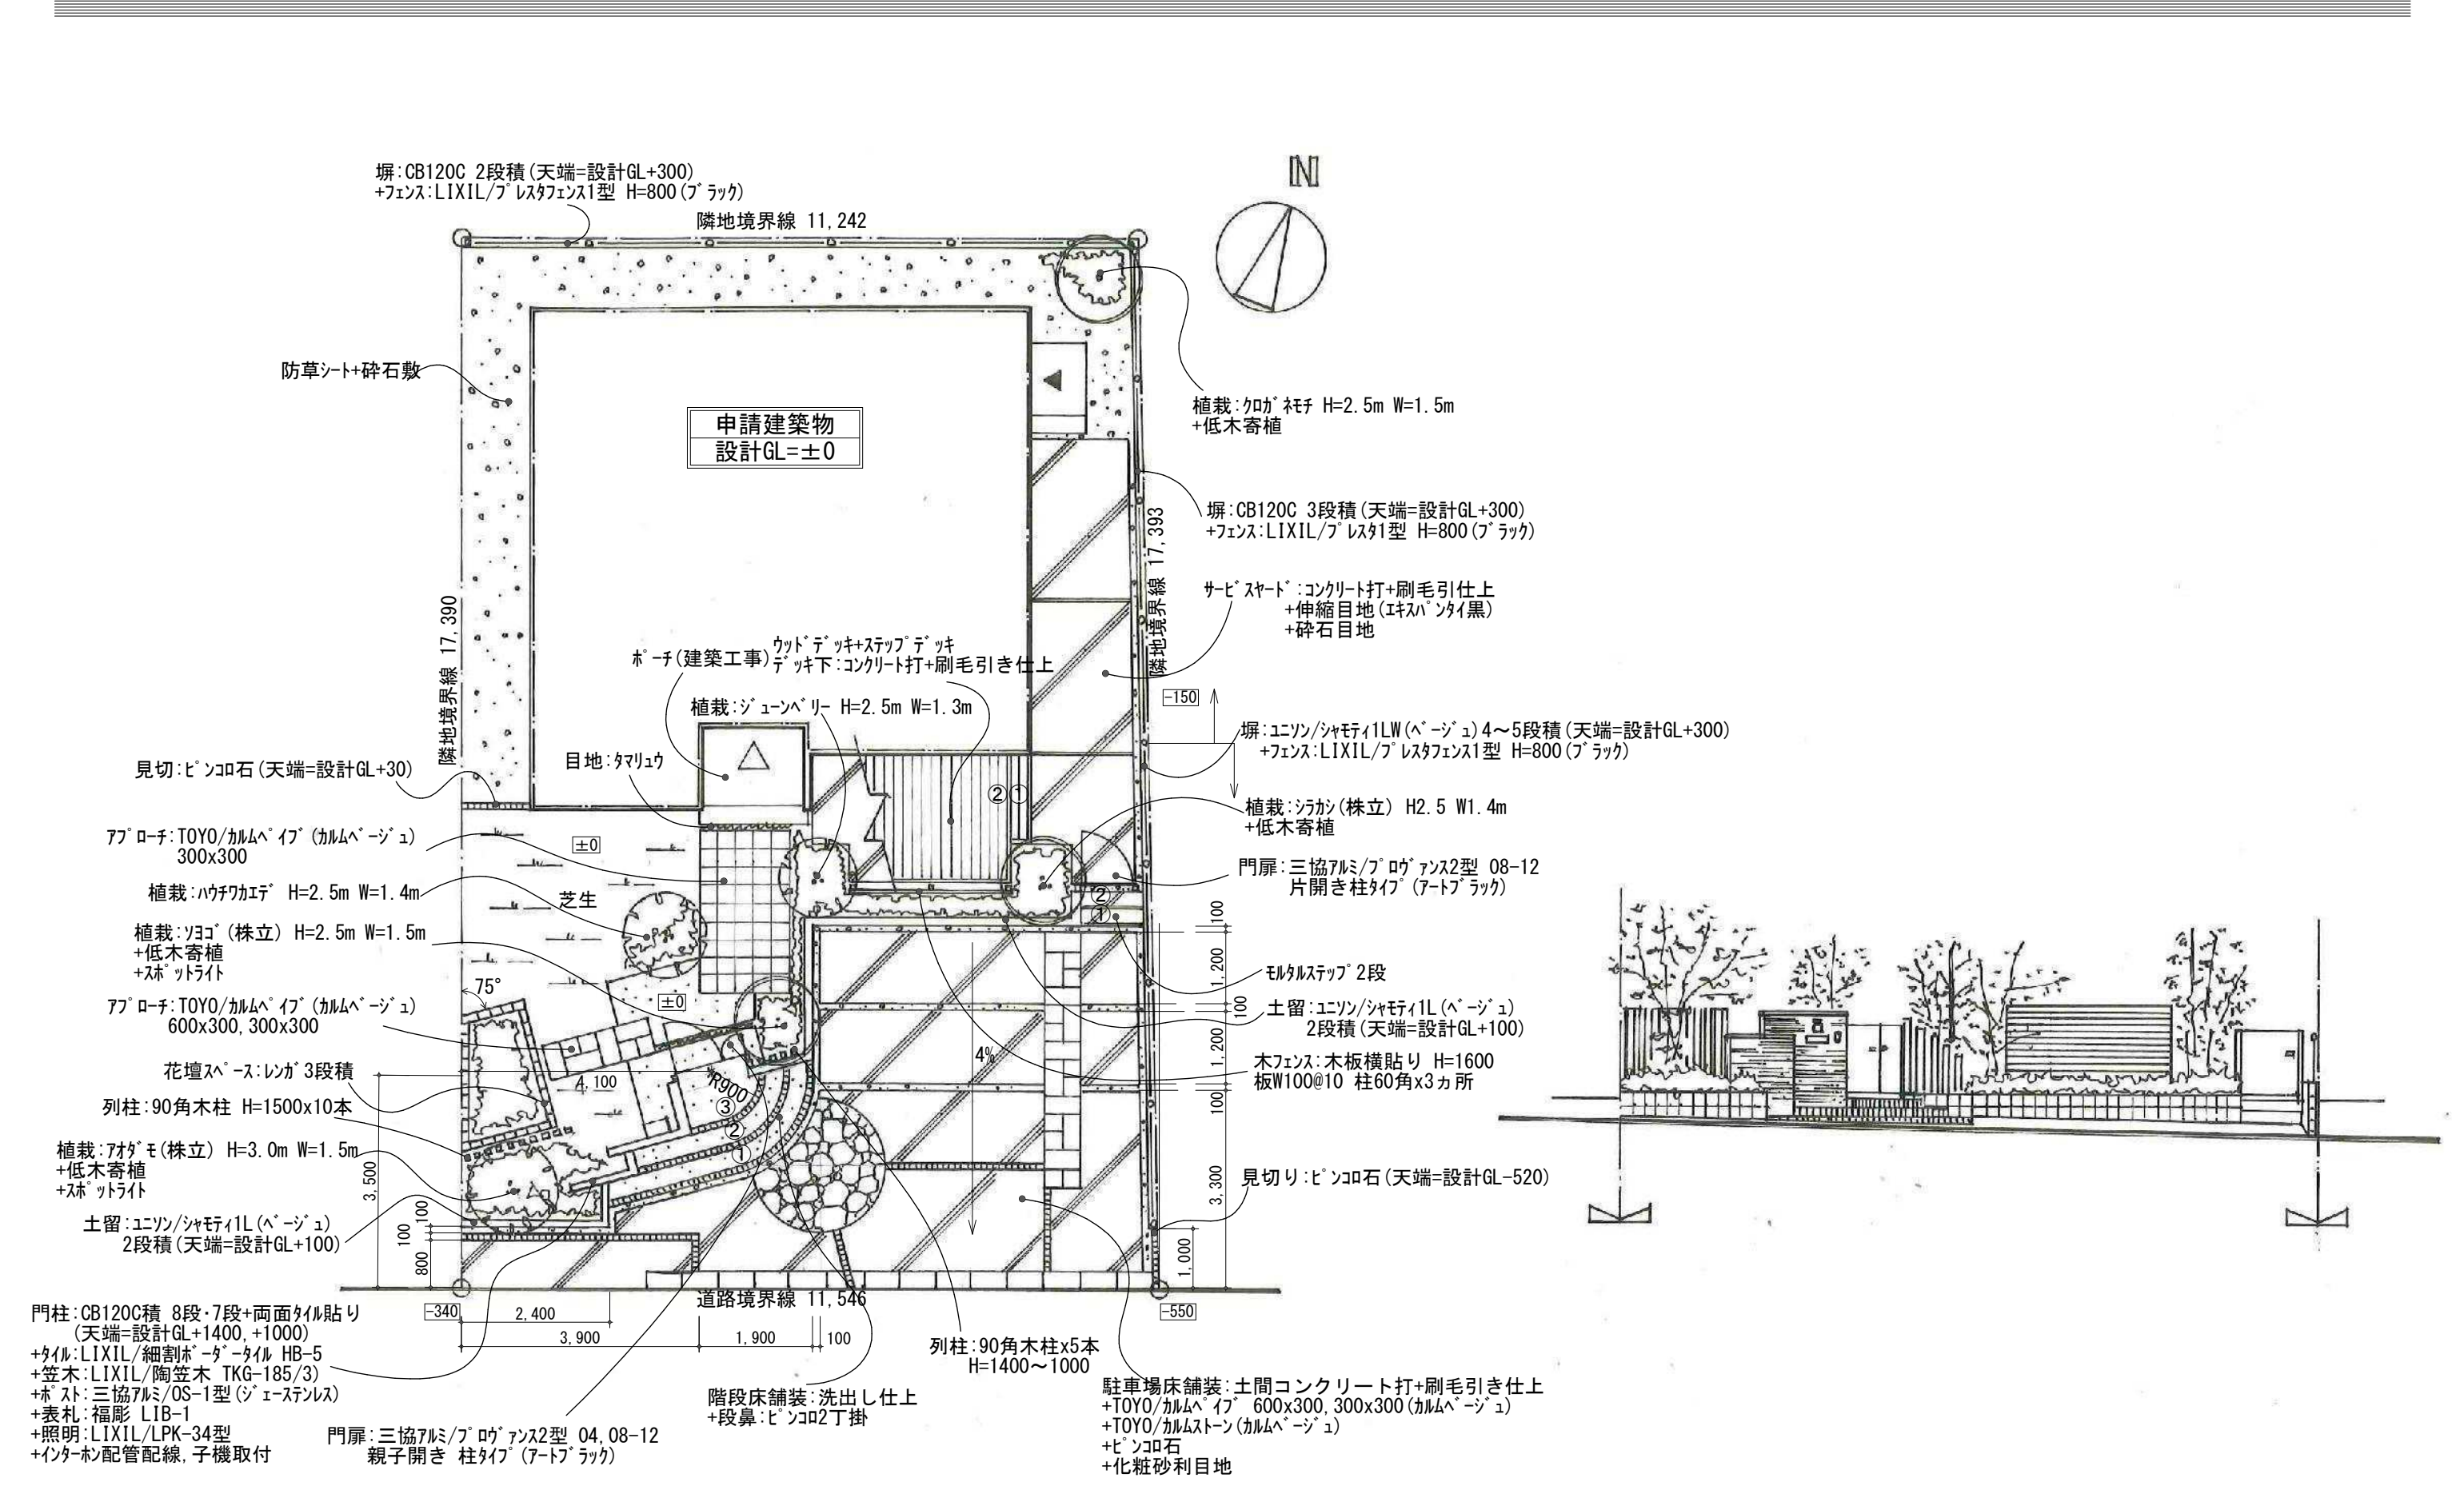 塀:CB120C 2段積(天端=設計GL+300)
+ﾌｪﾝｽ:LIXIL/ﾌﾟﾚｽﾀﾌｪﾝｽ1型 H=800(ﾌﾞﾗｯｸ)
隣地境界線 11,242
N
防草ｼｰﾄ+砕石敷
申請建築物
設計GL=±0
植栽:ｸﾛｶﾞﾈﾓﾁ H=2.5m W=1.5m
+低木寄植
塀:CB120C 3段積(天端=設計GL+300)
+ﾌｪﾝｽ:LIXIL/ﾌﾟﾚｽﾀ1型 H=800(ﾌﾞﾗｯｸ)
隣地境界線 17,393
隣地境界線 17,390
ｻｰﾋﾞｽﾔｰﾄﾞ:ｺﾝｸﾘｰﾄ打+刷毛引仕上
+伸縮目地(ｴｷｽﾊﾟﾝﾀｲ黒)
+砕石目地
ﾎﾟｰﾁ(建築工事)
ｳｯﾄﾞﾃﾞｯｷ+ｽﾃｯﾌﾟﾃﾞｯｷ
ﾃﾞｯｷ下:ｺﾝｸﾘｰﾄ打+刷毛引き仕上
-150
植栽:ｼﾞｭｰﾝﾍﾞﾘｰ H=2.5m W=1.3m
塀:ﾕﾆｿﾝ/ｼｬﾓﾃｨ1LW(ﾍﾞｰｼﾞｭ)4～5段積(天端=設計GL+300)
+ﾌｪﾝｽ:LIXIL/ﾌﾟﾚｽﾀﾌｪﾝｽ1型 H=800(ﾌﾞﾗｯｸ)
見切:ﾋﾟﾝｺﾛ石(天端=設計GL+30)
目地:ﾀﾏﾘｭｳ
② ①
植栽:ｼﾗｶｼ(株立) H2.5 W1.4m
+低木寄植
ｱﾌﾟﾛｰﾁ:TOYO/ｶﾙﾑﾍﾟｲﾌﾞ(ｶﾙﾑﾍﾞｰｼﾞｭ)
300x300
±0
門扉:三協ｱﾙﾐ/ﾌﾟﾛｳﾞｧﾝｽ2型 08-12
片開き柱ﾀｲﾌﾟ(ｱｰﾄﾌﾞﾗｯｸ)
植栽:ﾊｳﾁﾜｶｴﾃﾞ H=2.5m W=1.4m
芝生
②
①
100
植栽:ｿﾖｺﾞ(株立) H=2.5m W=1.5m
+低木寄植
+ｽﾎﾟｯﾄﾗｲﾄ
1,200
ﾓﾙﾀﾙｽﾃｯﾌﾟ2段
75°
±0
100
ｱﾌﾟﾛｰﾁ:TOYO/ｶﾙﾑﾍﾟｲﾌﾞ(ｶﾙﾑﾍﾞｰｼﾞｭ)
600x300,300x300
土留:ﾕﾆｿﾝ/ｼｬﾓﾃｨ1L(ﾍﾞｰｼﾞｭ)
2段積(天端=設計GL+100)
4%
1,200
木フェンス:木板横貼り H=1600
板W100@10 柱60角x3ヵ所
花壇ｽﾍﾟｰｽ:ﾚﾝｶﾞ3段積
4,100
R900
100
列柱:90角木柱 H=1500x10本
③
②
①
植栽:ｱｵﾀﾞﾓ(株立) H=3.0m W=1.5m
+低木寄植
+ｽﾎﾟｯﾄﾗｲﾄ
3,500
3,300
見切り:ﾋﾟﾝｺﾛ石(天端=設計GL-520)
土留:ﾕﾆｿﾝ/ｼｬﾓﾃｨ1L(ﾍﾞｰｼﾞｭ)
2段積(天端=設計GL+100)
100
100
800
1,000
道路境界線 11,546
-340
-550
2,400
3,900
1,900
100
門柱:CB120C積 8段･7段+両面ﾀｲﾙ貼り
(天端=設計GL+1400,+1000)
+ﾀｲﾙ:LIXIL/細割ﾎﾞｰﾀﾞｰﾀｲﾙ HB-5
+笠木:LIXIL/陶笠木 TKG-185/3)
+ﾎﾟｽﾄ:三協ｱﾙﾐ/OS-1型(ｼﾞｪｰｽﾃﾝﾚｽ)
+表札:福彫 LIB-1
+照明:LIXIL/LPK-34型
+ｲﾝﾀｰﾎﾝ配管配線,子機取付
門扉:三協ｱﾙﾐ/ﾌﾟﾛｳﾞｧﾝｽ2型 04,08-12
親子開き 柱ﾀｲﾌﾟ(ｱｰﾄﾌﾞﾗｯｸ)
階段床舗装:洗出し仕上
+段鼻:ﾋﾟﾝｺﾛ2丁掛
列柱:90角木柱x5本
H=1400～1000
駐車場床舗装:土間コンクリート打+刷毛引き仕上
+TOYO/ｶﾙﾑﾍﾟｲﾌﾞ 600x300,300x300(ｶﾙﾑﾍﾞｰｼﾞｭ)
+TOYO/ｶﾙﾑｽﾄｰﾝ(ｶﾙﾑﾍﾞｰｼﾞｭ)
+ﾋﾟﾝｺﾛ石
+化粧砂利目地